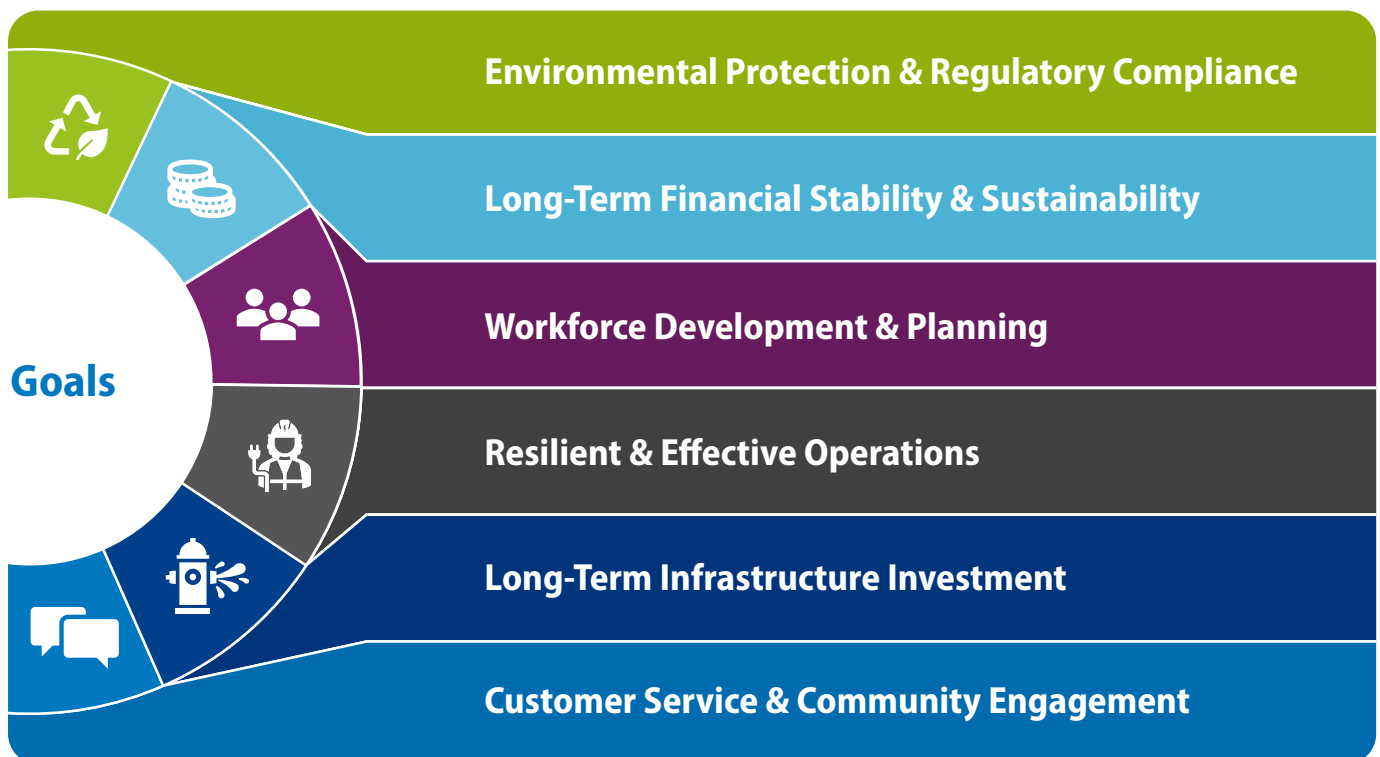 Environmental Protection & Regulatory Compliance
Long-Term Financial Stability & Sustainability
Workforce Development & Planning
Goals
Resilient & Effective Operations
Long-Term Infrastructure Investment
Customer Service & Community Engagement